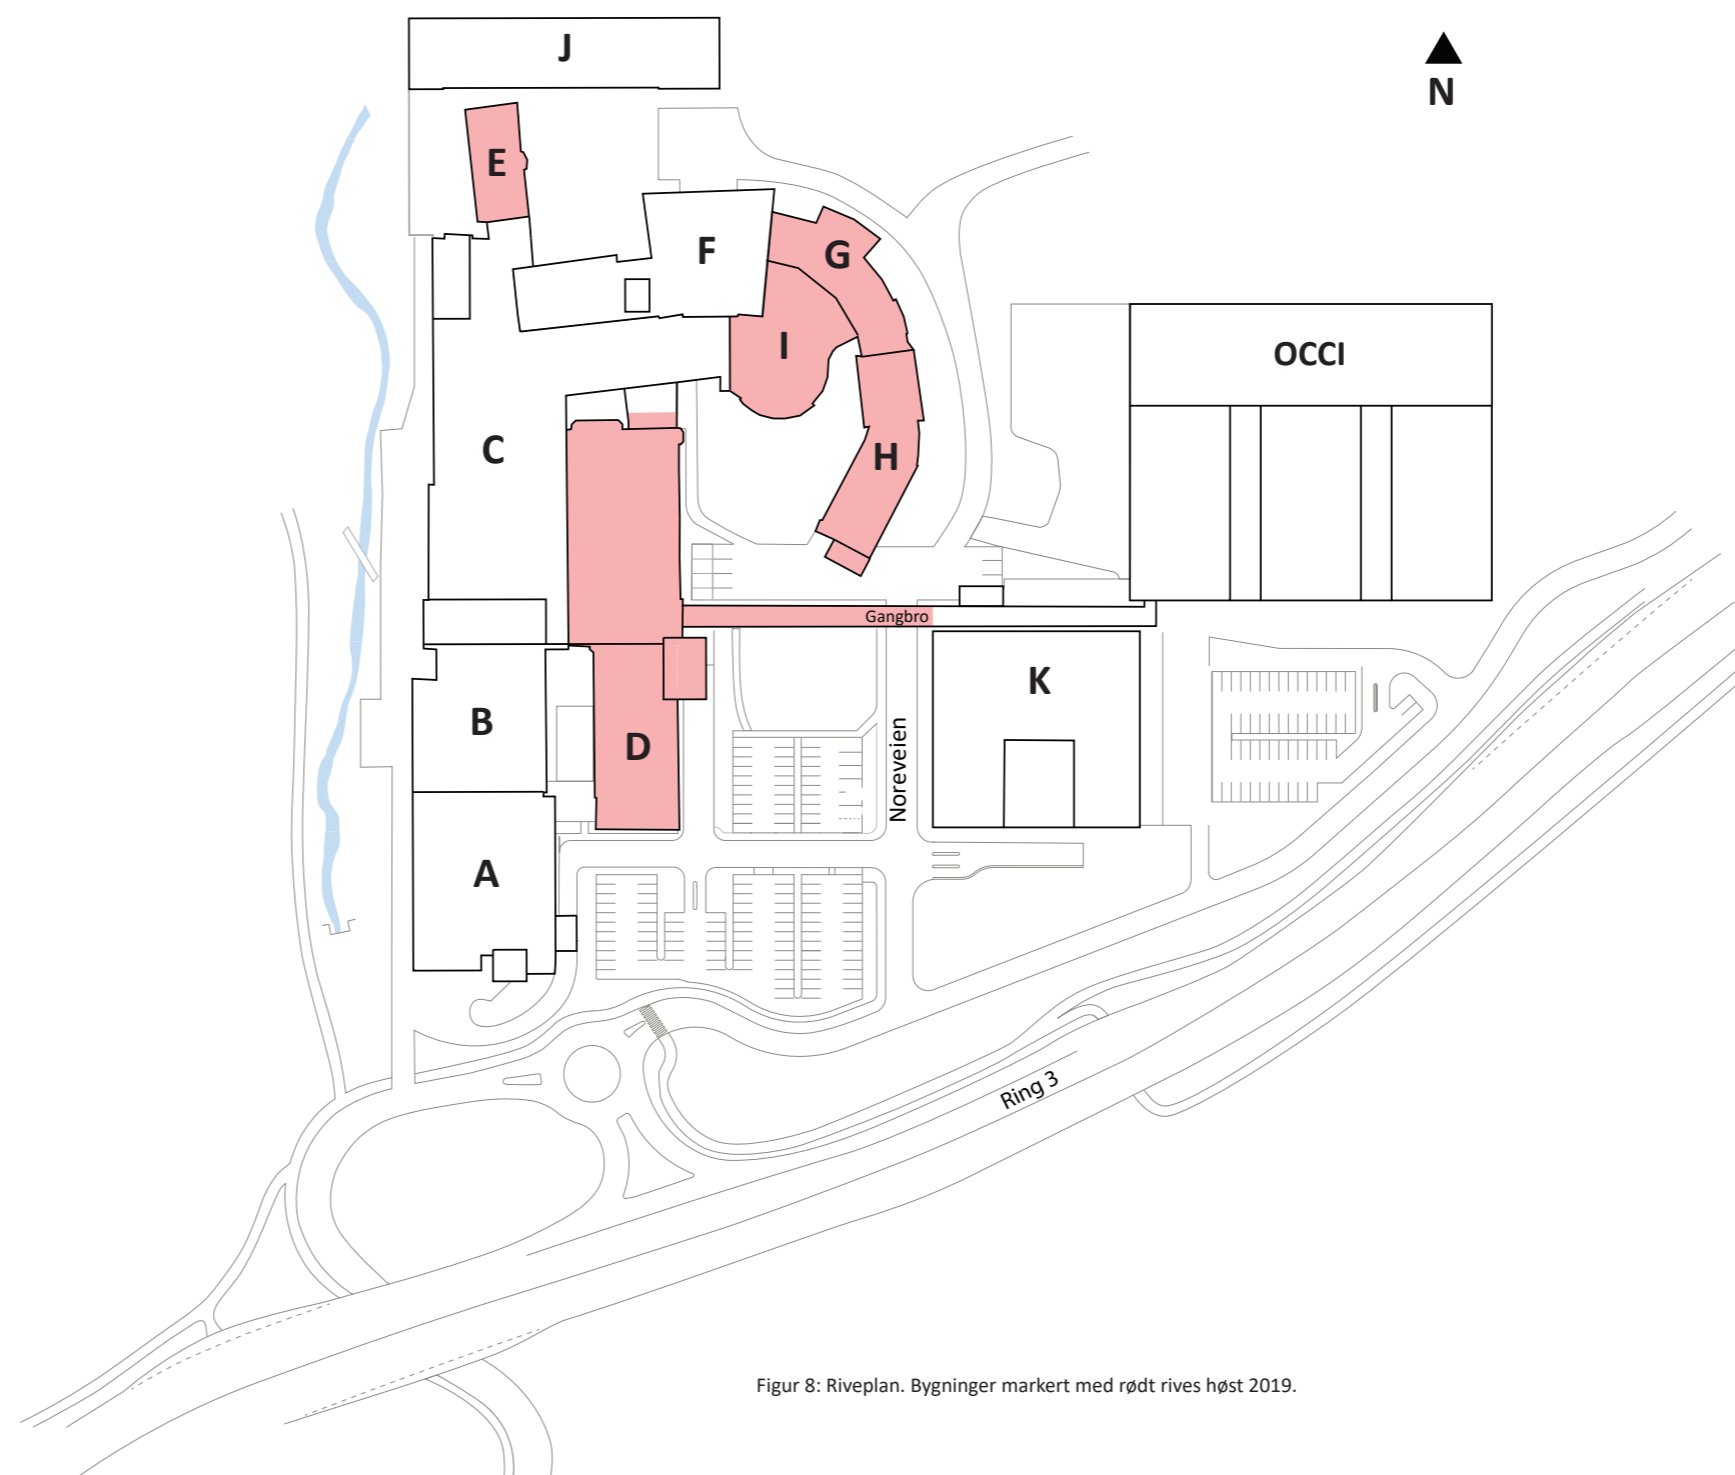 J
N
E
F
G
I
OCCI
C
H
Gangbro
K
B
D
Noreveien
A
Ring 3
Figur 8: Riveplan. Bygninger markert med rødt rives høst 2019.